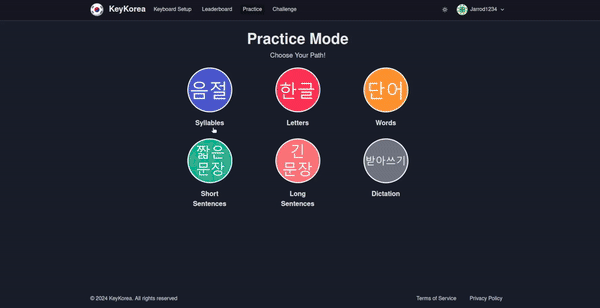 KeyKorea
Keyboard Setup
Leaderboard
Practice
Challenge
Jarrod1234
Practice Mode
Choose Your Path!
음절
한글
단어
Syllables
Letters
Words
짧은
문장
긴
문장
받아쓰기
Short
Sentences
Long
Sentences
Dictation
© 2024 KeyKorea. All rights reserved
Terms of Service
Privacy Policy